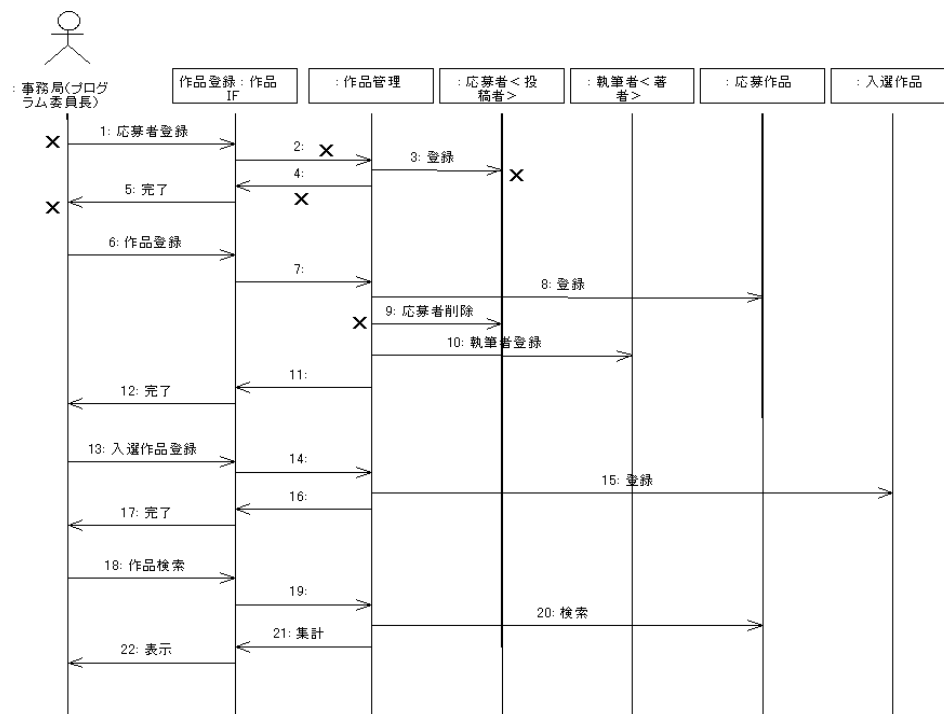 : 事務局(プログ
ラム委員長)
作品登録 : 作品
IF
: 作品管理
: 応募者<投
稿者>
: 執筆者<著
者>
: 応募作品
: 入選作品
1: 応募者登録
2:
3: 登録
4:
5: 完了
6: 作品登録
7:
8: 登録
9: 応募者削除
10: 執筆者登録
11:
12: 完了
13: 入選作品登録
14:
15: 登録
16:
17: 完了
18: 作品検索
19:
20: 検索
21: 集計
22: 表示